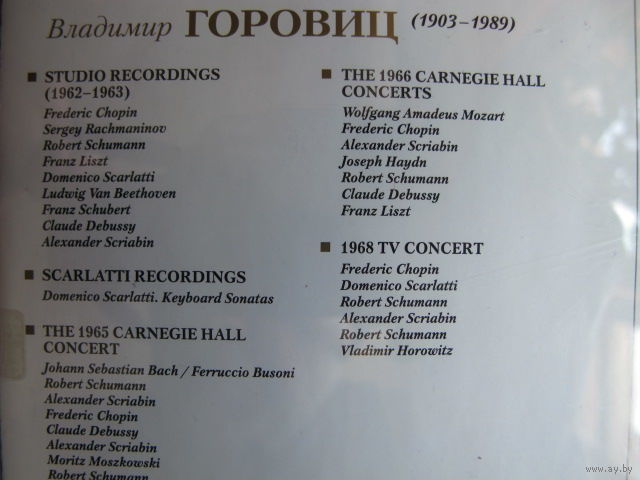 Владимир ГОРОВИЦ (1903–1989)
■ STUDIO RECORDINGS
(1962–1963)
Frederic Chopin
Sergey Rachmaninov
Robert Schumann
Franz Liszt
Domenico Scarlatti
Ludwig Van Beethoven
Franz Schubert
Claude Debussy
Alexander Scriabin
■ SCARLATTI RECORDINGS
Domenico Scarlatti. Keyboard Sonatas
■ THE 1965 CARNEGIE HALL
CONCERT
Johann Sebastian Bach / Ferruccio Busoni
Robert Schumann
Alexander Scriabin
Frederic Chopin
Claude Debussy
Alexander Scriabin
Moritz Moszkowski
Robert Schumann
■ THE 1966 CARNEGIE HALL
CONCERTS
Wolfgang Amadeus Mozart
Frederic Chopin
Alexander Scriabin
Joseph Haydn
Robert Schumann
Claude Debussy
Franz Liszt
■ 1968 TV CONCERT
Frederic Chopin
Domenico Scarlatti
Robert Schumann
Alexander Scriabin
Robert Schumann
Vladimir Horowitz
www.ay.by